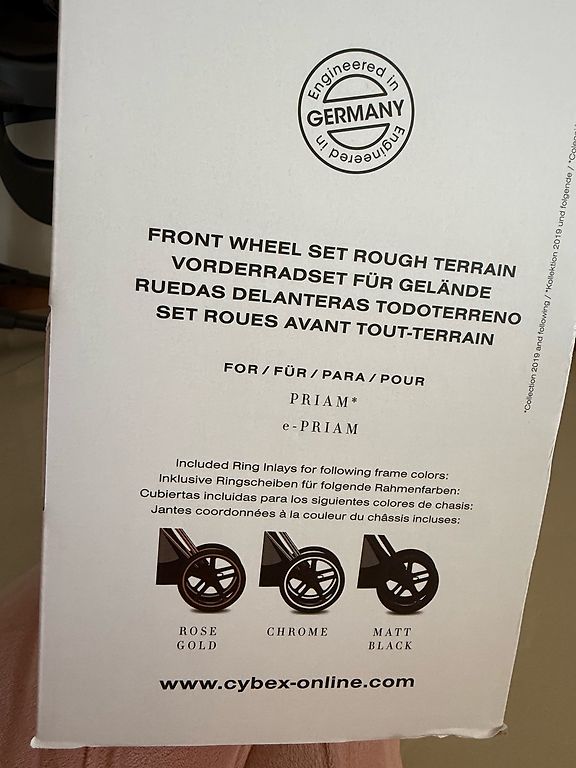 Engineered in
GERMANY
Engineered in
FRONT WHEEL SET ROUGH TERRAIN
VORDERRADSET FÜR GELÄNDE
RUEDAS DELANTERAS TODOTERRENO
SET ROUES AVANT TOUT-TERRAIN
FOR / FÜR / PARA / POUR
PRIAM*
e-PRIAM
Included Ring Inlays for following frame colors:
Inklusive Ringscheiben für folgende Rahmenfarben:
Cubiertas incluidas para los siguientes colores de chasis:
Jantes coordonnées à la couleur du châssis incluses:
ROSE
GOLD
CHROME
MATT
BLACK
www.cybex-online.com
*Collection 2019 and following / *Kollektion 2019 und folgende /